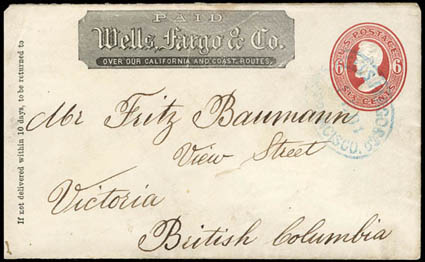 PAID
Wells, Fargo & Co.
OVER OUR CALIFORNIA AND COAST ROUTES.
U.S. POSTAGE
6 6
SIX CENTS
If not delivered within 10 days, to be returned to
Mr Fritz Baumann
View Street
Victoria
British Columbia